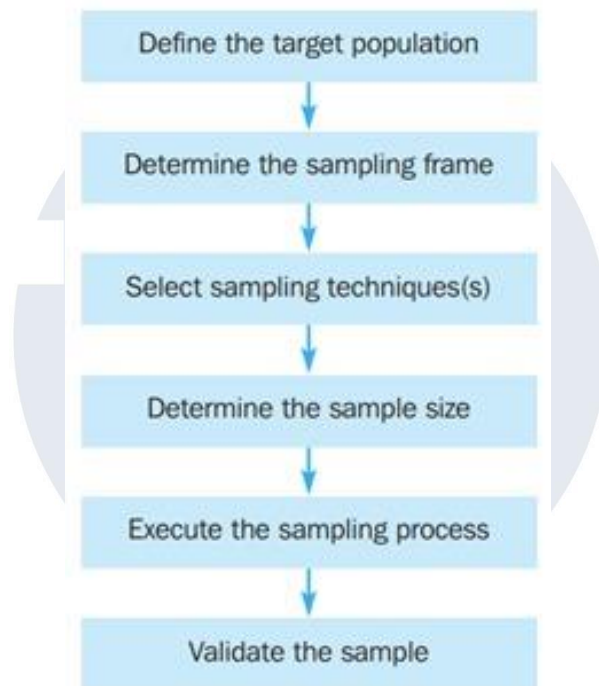 Define the target population
Determine the sampling frame
Select sampling techniques(s)
Determine the sample size
Execute the sampling process
Validate the sample